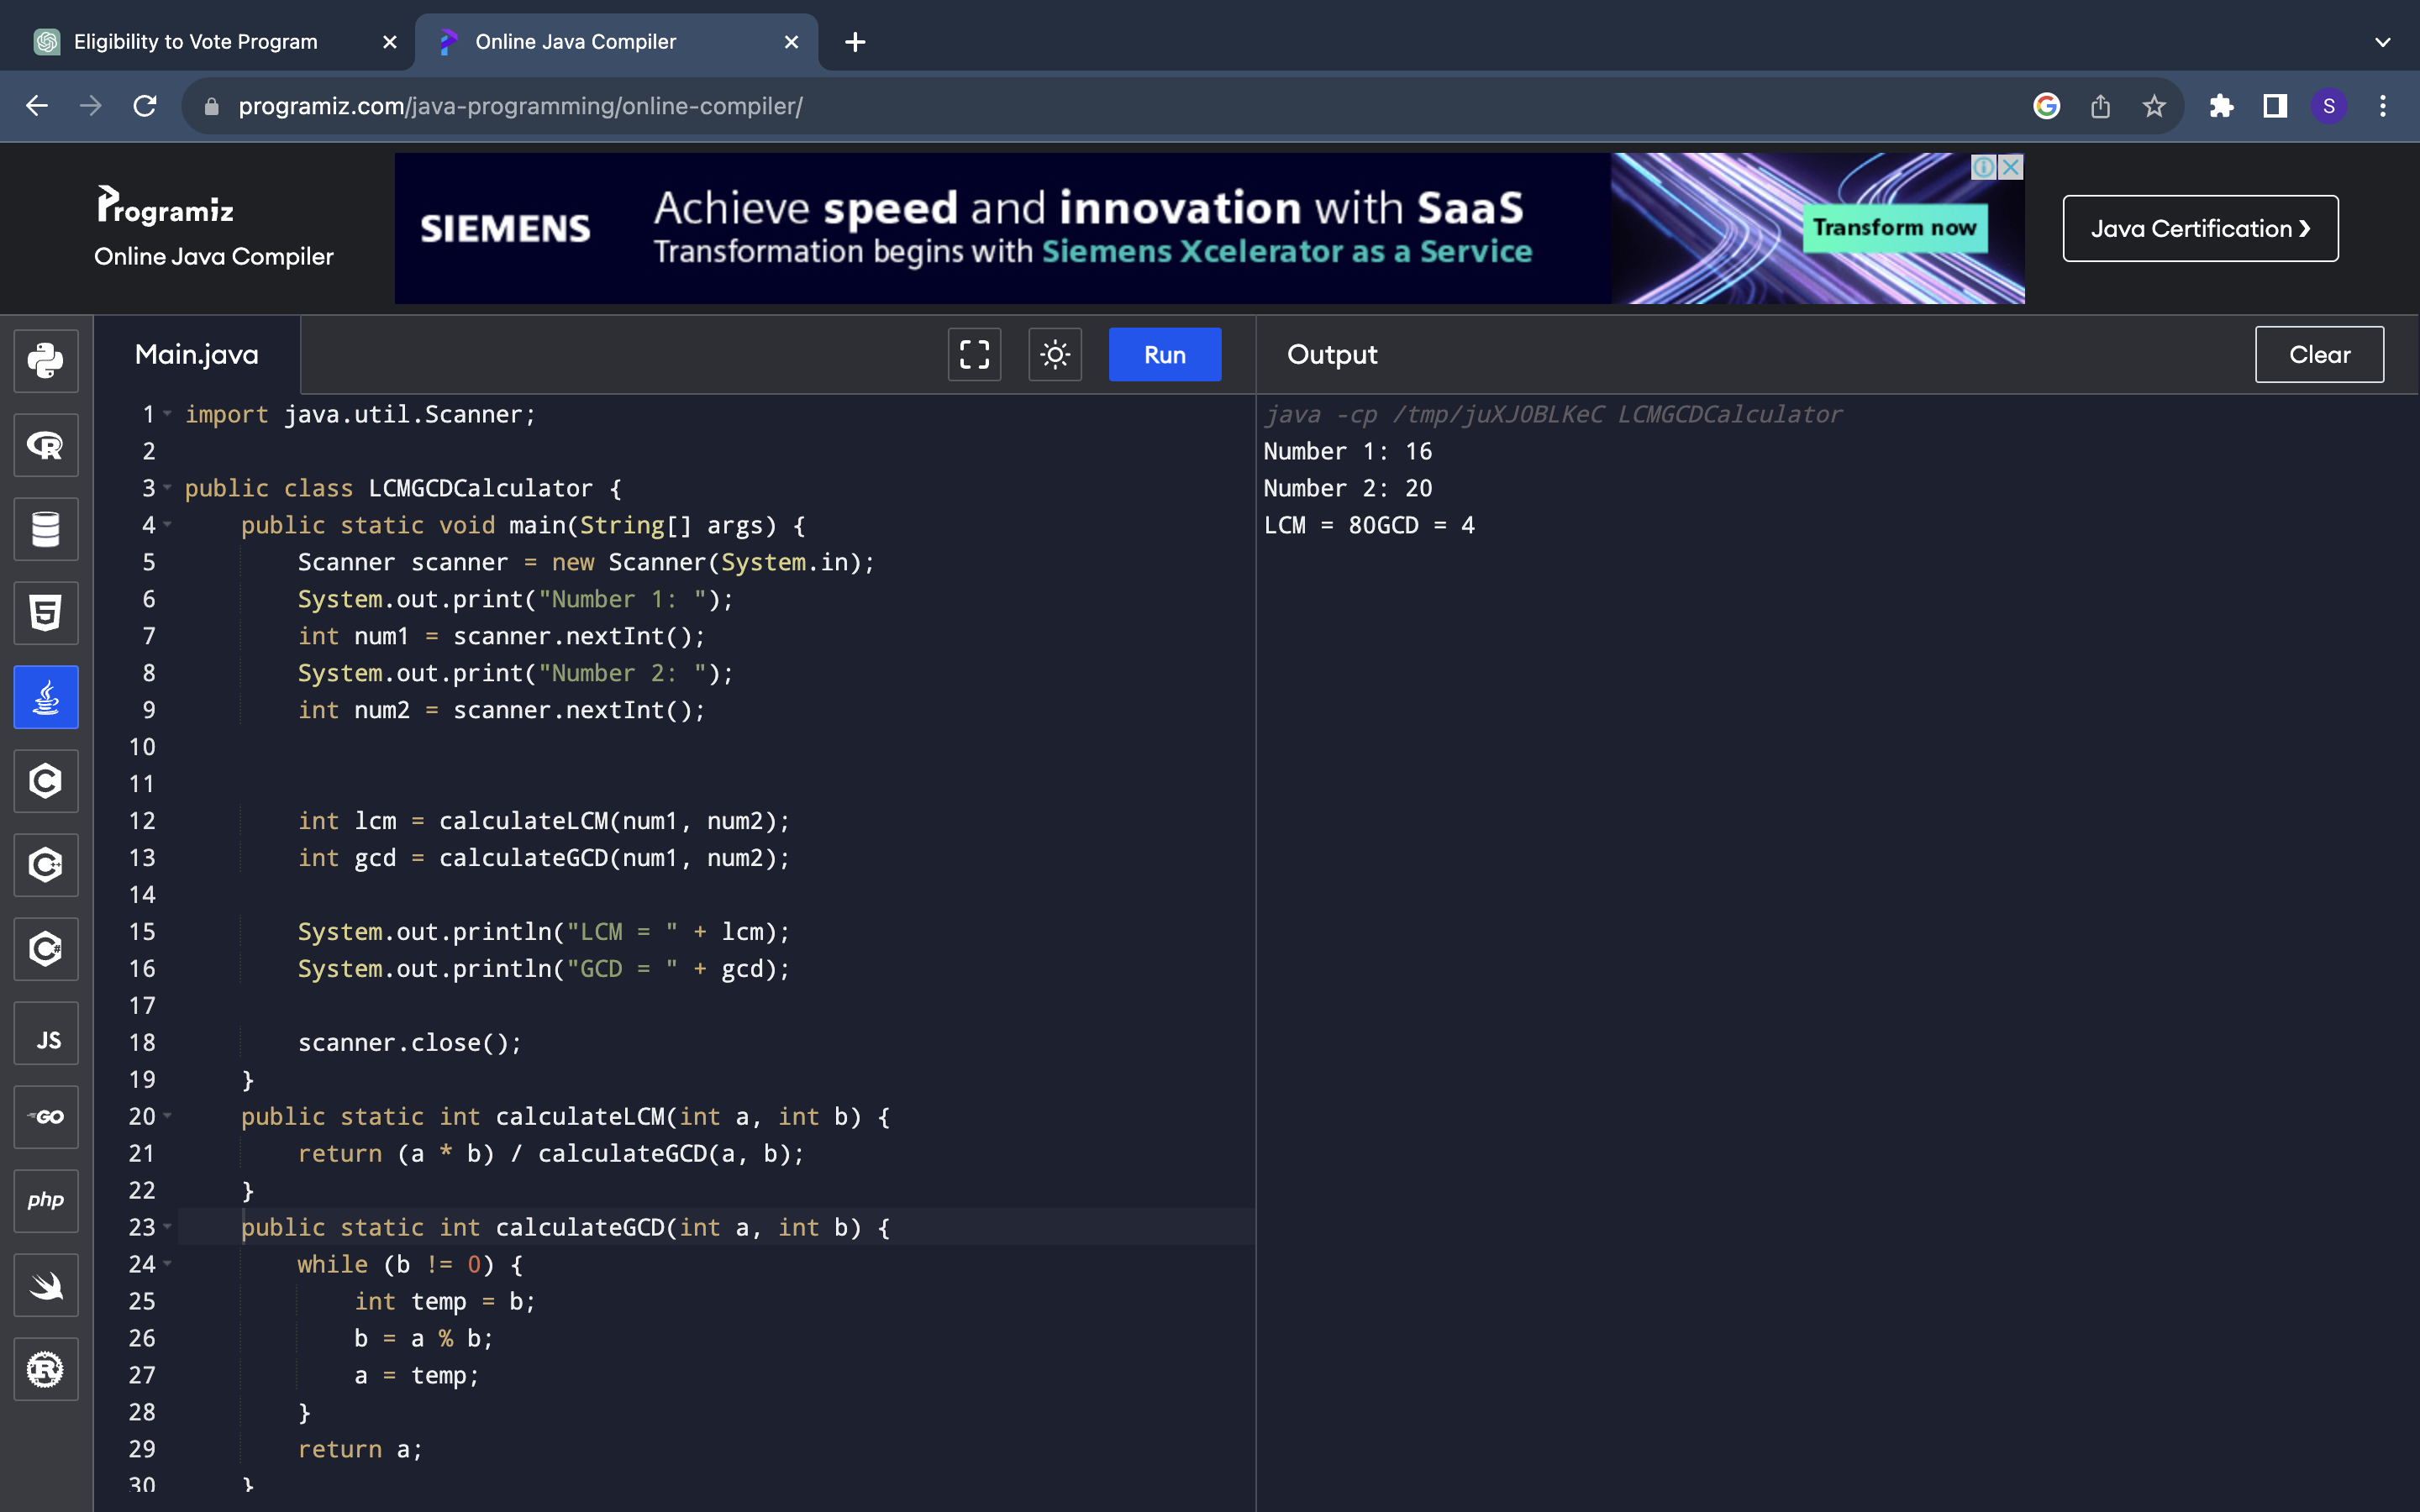 Eligibility to Vote Program
Online Java Compiler
programiz.com/java-programming/online-compiler/
S
Programiz
Online Java Compiler
SIEMENS
Achieve speed and innovation with SaaS
Transformation begins with Siemens Xcelerator as a Service
Transform now
Java Certification ❯
Main.java
Run
Output
Clear
1 import java.util.Scanner;
2
3 public class LCMGCDCalculator {
4     public static void main(String[] args) {
5         Scanner scanner = new Scanner(System.in);
6         System.out.print("Number 1: ");
7         int num1 = scanner.nextInt();
8         System.out.print("Number 2: ");
9         int num2 = scanner.nextInt();
10
11
12         int lcm = calculateLCM(num1, num2);
13         int gcd = calculateGCD(num1, num2);
14
15         System.out.println("LCM = " + lcm);
16         System.out.println("GCD = " + gcd);
17
18         scanner.close();
19     }
20     public static int calculateLCM(int a, int b) {
21         return (a * b) / calculateGCD(a, b);
22     }
23     public static int calculateGCD(int a, int b) {
24         while (b != 0) {
25             int temp = b;
26             b = a % b;
27             a = temp;
28         }
29         return a;
30     }
java -cp /tmp/juXJ0BLKeC LCMGCDCalculator
Number 1: 16
Number 2: 20
LCM = 80GCD = 4
R
5
C
C++
C#
JS
GO
php
R